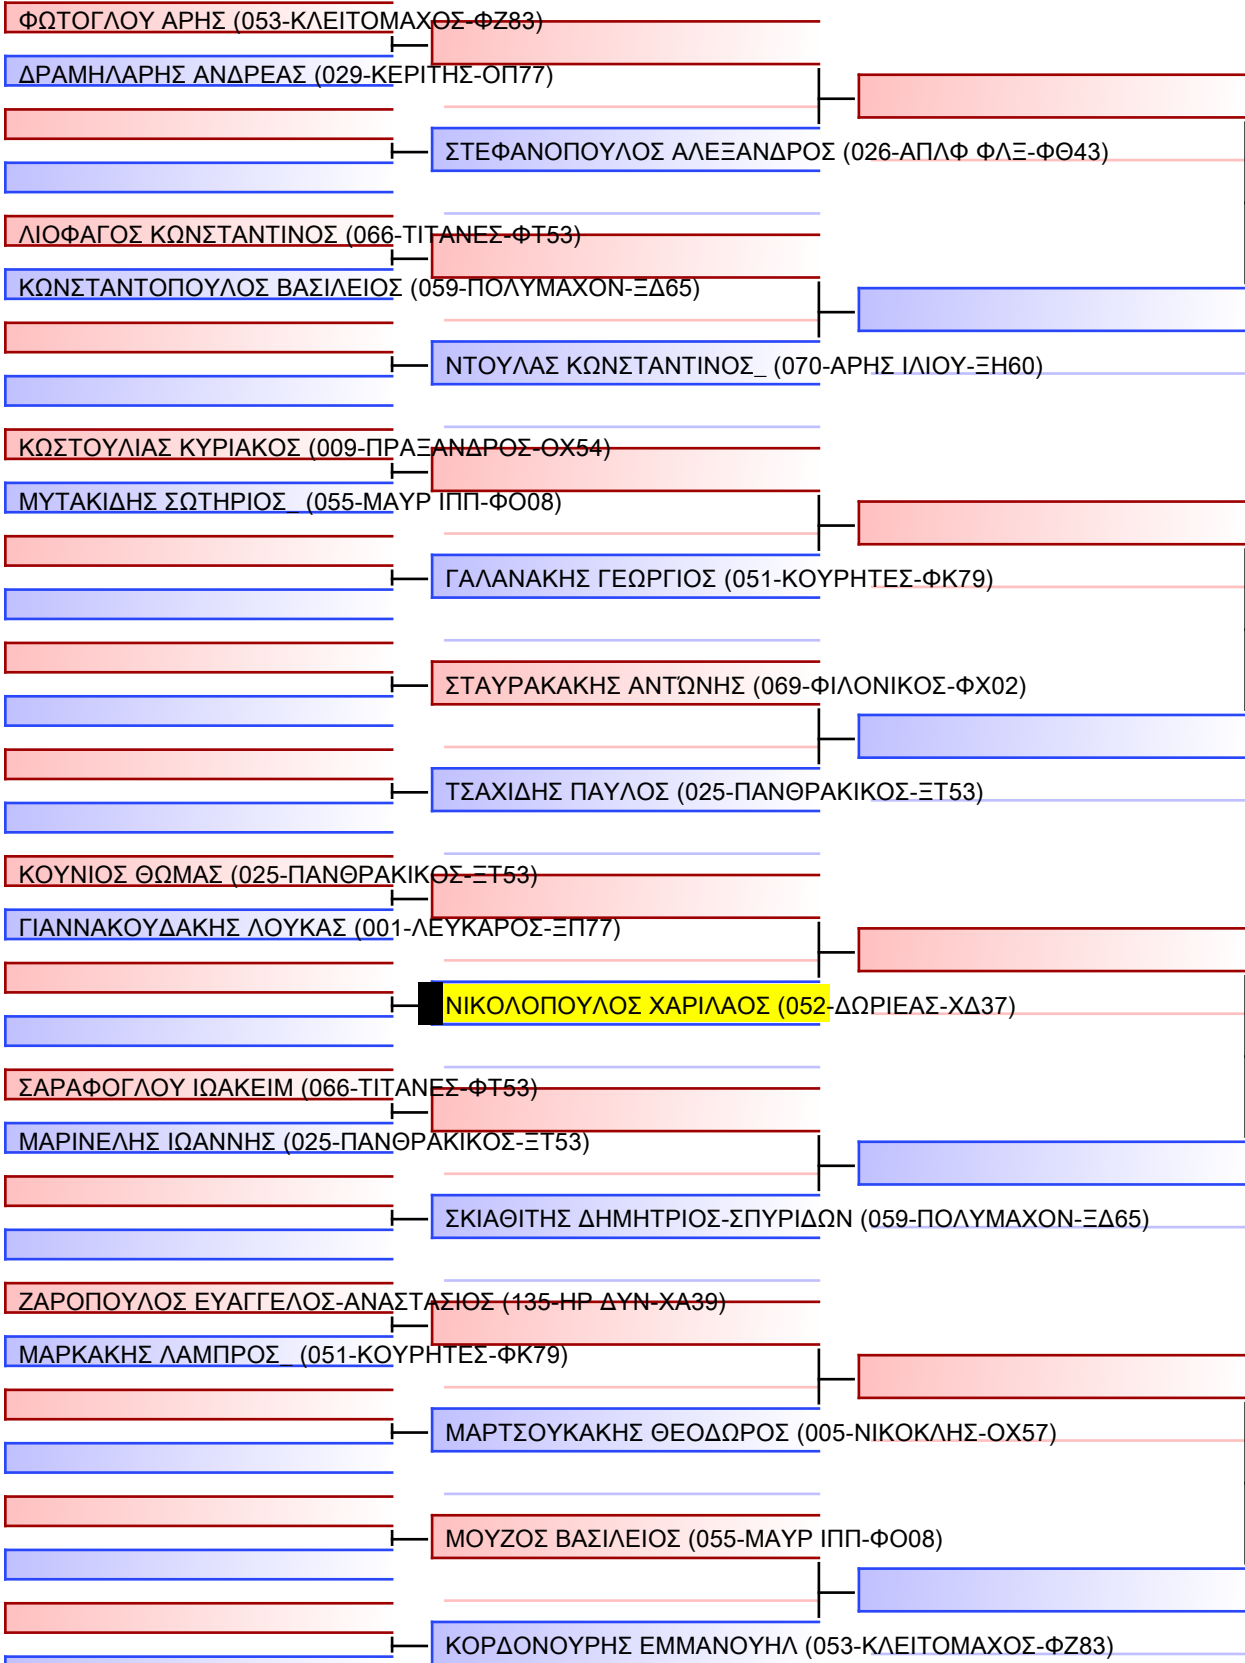 ΦΩΤΟΓΛΟΥ ΑΡΗΣ (053-ΚΛΕΙΤΟΜΑΧΟΣ-ΦΖ83)
ΔΡΑΜΗΛΑΡΗΣ ΑΝΔΡΕΑΣ (029-ΚΕΡΙΤΗΣ-ΟΠ77)
ΣΤΕΦΑΝΟΠΟΥΛΟΣ ΑΛΕΞΑΝΔΡΟΣ (026-ΑΠΛΦ ΦΛΞ-ΦΘ43)
ΛΙΟΦΑΓΟΣ ΚΩΝΣΤΑΝΤΙΝΟΣ (066-ΤΙΤΑΝΕΣ-ΦΤ53)
ΚΩΝΣΤΑΝΤΟΠΟΥΛΟΣ ΒΑΣΙΛΕΙΟΣ (059-ΠΟΛΥΜΑΧΟΝ-ΞΔ65)
ΝΤΟΥΛΑΣ ΚΩΝΣΤΑΝΤΙΝΟΣ_ (070-ΑΡΗΣ ΙΛΙΟΥ-ΞΗ60)
ΚΩΣΤΟΥΛΙΑΣ ΚΥΡΙΑΚΟΣ (009-ΠΡΑΞΑΝΔΡΟΣ-ΟΧ54)
ΜΥΤΑΚΙΔΗΣ ΣΩΤΗΡΙΟΣ_ (055-ΜΑΥΡ ΙΠΠ-ΦΟ08)
ΓΑΛΑΝΑΚΗΣ ΓΕΩΡΓΙΟΣ (051-ΚΟΥΡΗΤΕΣ-ΦΚ79)
ΣΤΑΥΡΑΚΑΚΗΣ ΑΝΤΏΝΗΣ (069-ΦΙΛΟΝΙΚΟΣ-ΦΧ02)
ΤΣΑΧΙΔΗΣ ΠΑΥΛΟΣ (025-ΠΑΝΘΡΑΚΙΚΟΣ-ΞΤ53)
ΚΟΥΝΙΟΣ ΘΩΜΑΣ (025-ΠΑΝΘΡΑΚΙΚΟΣ-ΞΤ53)
ΓΙΑΝΝΑΚΟΥΔΑΚΗΣ ΛΟΥΚΑΣ (001-ΛΕΥΚΑΡΟΣ-ΞΠ77)
ΝΙΚΟΛΟΠΟΥΛΟΣ ΧΑΡΙΛΑΟΣ (052-ΔΩΡΙΕΑΣ-ΧΔ37)
ΣΑΡΑΦΟΓΛΟΥ ΙΩΑΚΕΙΜ (066-ΤΙΤΑΝΕΣ-ΦΤ53)
ΜΑΡΙΝΕΛΗΣ ΙΩΑΝΝΗΣ (025-ΠΑΝΘΡΑΚΙΚΟΣ-ΞΤ53)
ΣΚΙΑΘΙΤΗΣ ΔΗΜΗΤΡΙΟΣ-ΣΠΥΡΙΔΩΝ (059-ΠΟΛΥΜΑΧΟΝ-ΞΔ65)
ΖΑΡΟΠΟΥΛΟΣ ΕΥΑΓΓΕΛΟΣ-ΑΝΑΣΤΑΣΙΟΣ (135-ΗΡ ΔΥΝ-ΧΑ39)
ΜΑΡΚΑΚΗΣ ΛΑΜΠΡΟΣ_ (051-ΚΟΥΡΗΤΕΣ-ΦΚ79)
ΜΑΡΤΣΟΥΚΑΚΗΣ ΘΕΟΔΩΡΟΣ (005-ΝΙΚΟΚΛΗΣ-ΟΧ57)
ΜΟΥΖΟΣ ΒΑΣΙΛΕΙΟΣ (055-ΜΑΥΡ ΙΠΠ-ΦΟ08)
ΚΟΡΔΟΝΟΥΡΗΣ ΕΜΜΑΝΟΥΗΛ (053-ΚΛΕΙΤΟΜΑΧΟΣ-ΦΖ83)